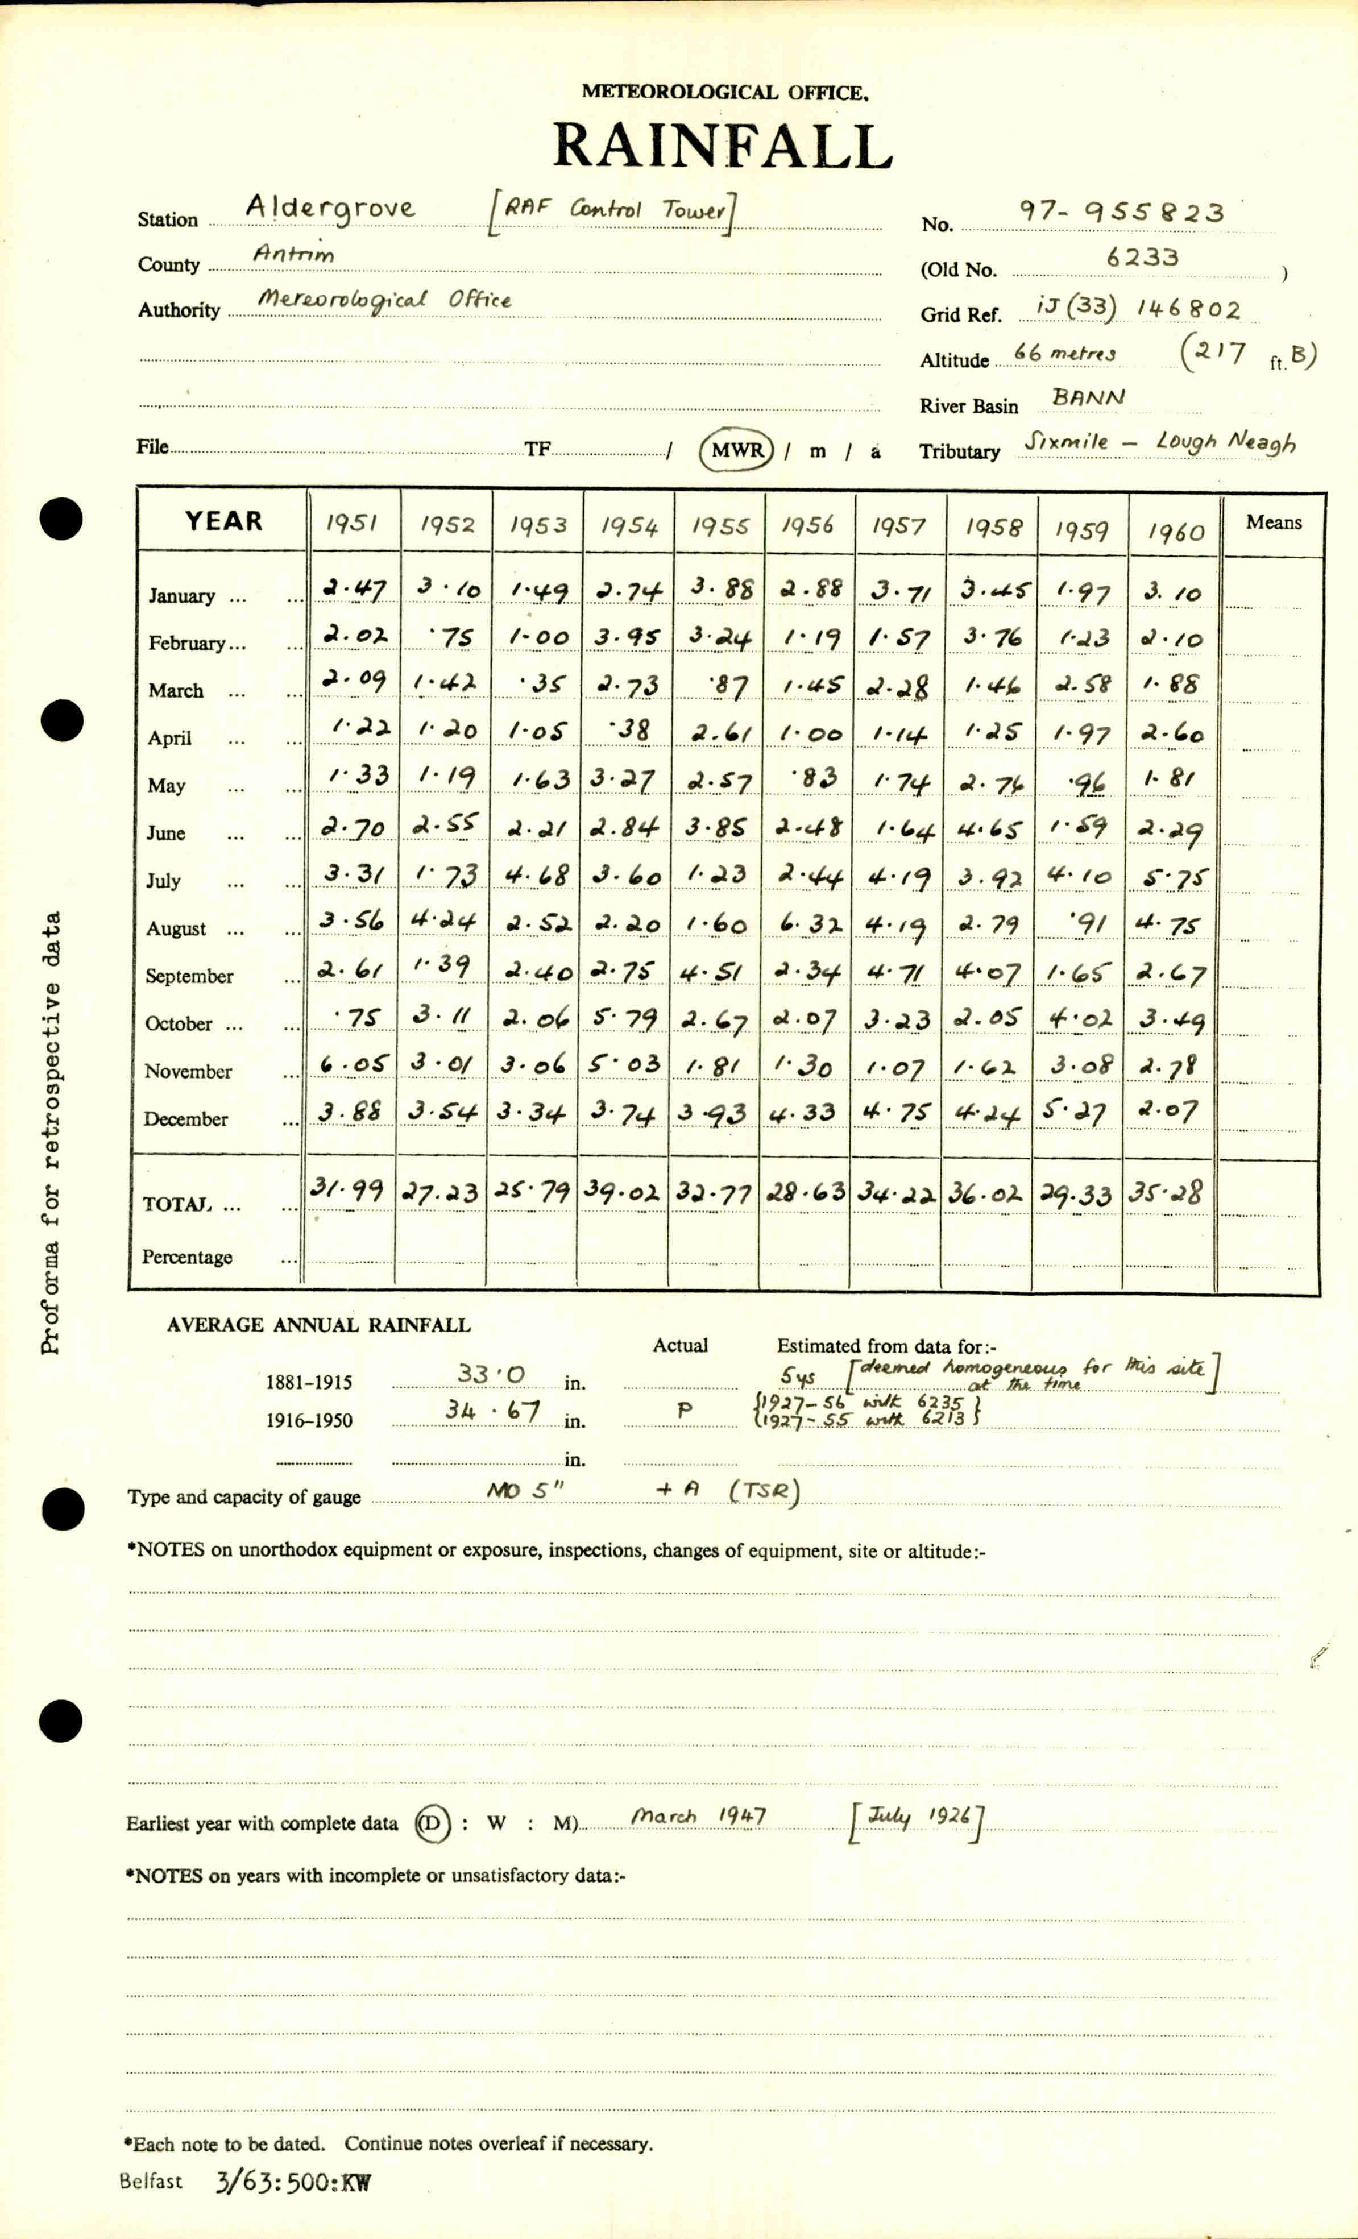 METEOROLOGICAL OFFICE.
RAINFALL
Station Aldergrove [RAF Control Tower] No. 97-955823
County Antrim (Old No. 6233 )
Authority Meteorological Office Grid Ref. iJ (33) 146802
Altitude 66 metres (217 ft. B)
River Basin BANN
File TF / MWR / m / a Tributary Sixmile - Lough Neagh
YEAR 1951 1952 1953 1954 1955 1956 1957 1958 1959 1960 Means
January ... ... 2.47 3.10 1.49 2.74 3.88 2.88 3.71 3.45 1.97 3.10
February ... ... 2.02 .75 1.00 3.95 3.24 1.19 1.57 3.76 1.23 2.10
March ... ... 2.09 1.42 .35 2.73 .87 1.45 2.28 1.46 2.58 1.88
April ... ... 1.22 1.20 1.05 .38 2.61 1.00 1.14 1.25 1.97 2.60
May ... ... 1.33 1.19 1.63 3.27 2.57 .83 1.74 2.76 .96 1.81
June ... ... 2.70 2.55 2.21 2.84 3.85 2.48 1.64 4.65 1.59 2.29
July ... ... 3.31 1.73 4.68 3.60 1.23 2.44 4.19 3.92 4.10 5.75
August ... ... 3.56 4.24 2.52 2.20 1.60 6.32 4.19 2.79 .91 4.75
September ... 2.61 1.39 2.40 2.75 4.51 2.34 4.71 4.07 1.65 2.67
October ... ... .75 3.11 2.06 5.79 2.67 2.07 3.23 2.05 4.02 3.49
November ... 6.05 3.01 3.06 5.03 1.81 1.30 1.07 1.62 3.08 2.78
December ... 3.88 3.54 3.34 3.74 3.93 4.33 4.75 4.24 5.27 2.07
TOTAL ... ... 31.99 27.23 25.79 39.02 32.77 28.63 34.22 36.02 29.33 35.28
Percentage ...
AVERAGE ANNUAL RAINFALL
Actual Estimated from data for:-
1881-1915 33.0 in. 5ys [deemed homogeneous for this site at the time]
1916-1950 34.67 in. P {1927-56 with 6235}
{1927-55 with 6213}
in.
Type and capacity of gauge MO 5" + A (TSR)
*NOTES on unorthodox equipment or exposure, inspections, changes of equipment, site or altitude:-
Earliest year with complete data (D : W : M) March 1947 [July 1926]
*NOTES on years with incomplete or unsatisfactory data:-
*Each note to be dated. Continue notes overleaf if necessary.
Belfast 3/63:500:KW
Proforma for retrospective data